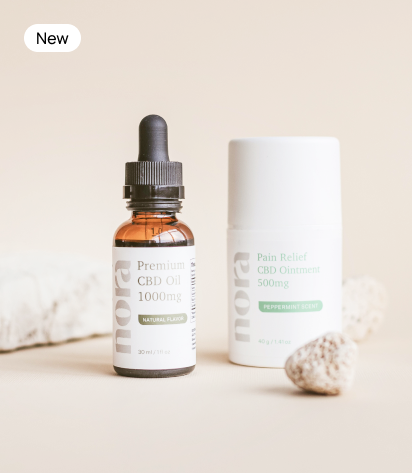 New
nora
Premium
CBD Oil
1000mg
NATURAL FLAVOR
30 ml / 1 fl oz
nora
Pain Relief
CBD Ointment
500mg
PEPPERMINT SCENT